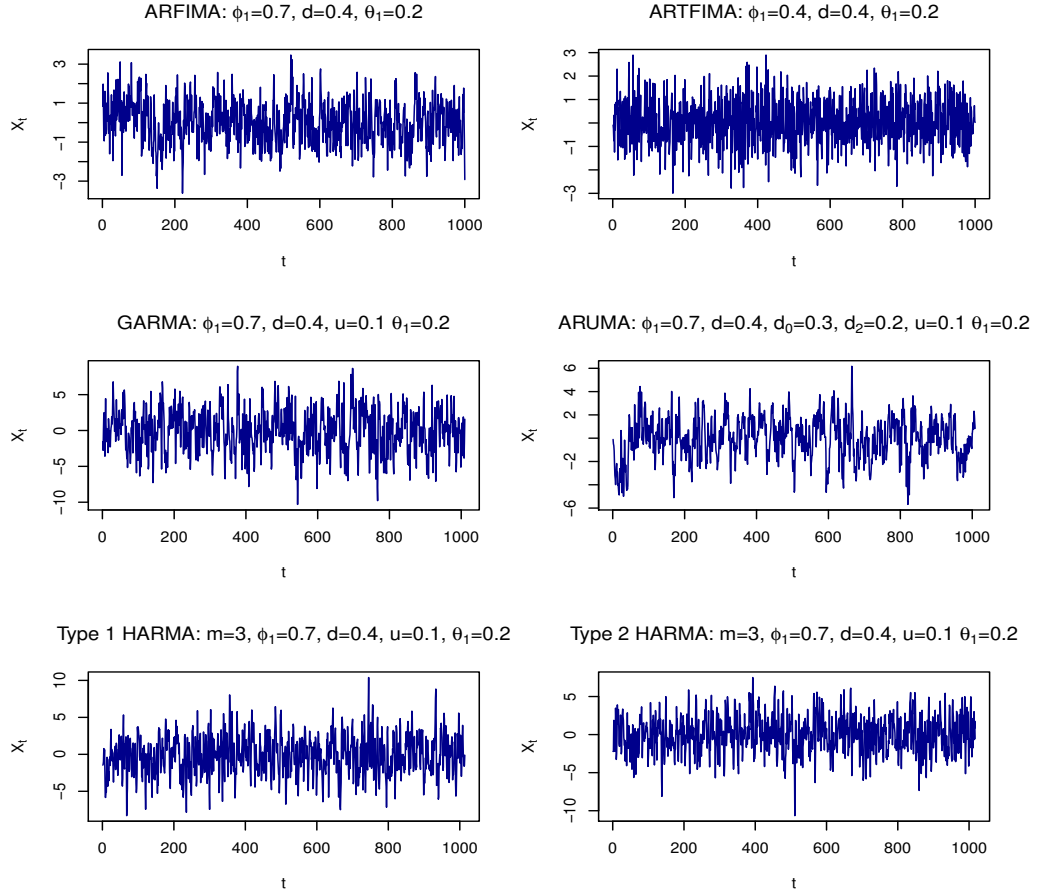 ARFIMA: ϕ₁=0.7, d=0.4, θ₁=0.2
Xₜ
3
1
−1
−3
0 200 400 600 800 1000
t
ARTFIMA: ϕ₁=0.4, d=0.4, θ₁=0.2
Xₜ
3
2
1
−1
−3
0 200 400 600 800 1000
t
GARMA: ϕ₁=0.7, d=0.4, u=0.1 θ₁=0.2
Xₜ
5
0
−5
−10
0 200 400 600 800 1000
t
ARUMA: ϕ₁=0.7, d=0.4, d₀=0.3, d₂=0.2, u=0.1 θ₁=0.2
Xₜ
6
4
2
−2
−6
0 200 400 600 800 1000
t
Type 1 HARMA: m=3, ϕ₁=0.7, d=0.4, u=0.1, θ₁=0.2
Xₜ
10
5
0
−5
0 200 400 600 800 1000
t
Type 2 HARMA: m=3, ϕ₁=0.7, d=0.4, u=0.1 θ₁=0.2
Xₜ
5
0
−5
−10
0 200 400 600 800 1000
t